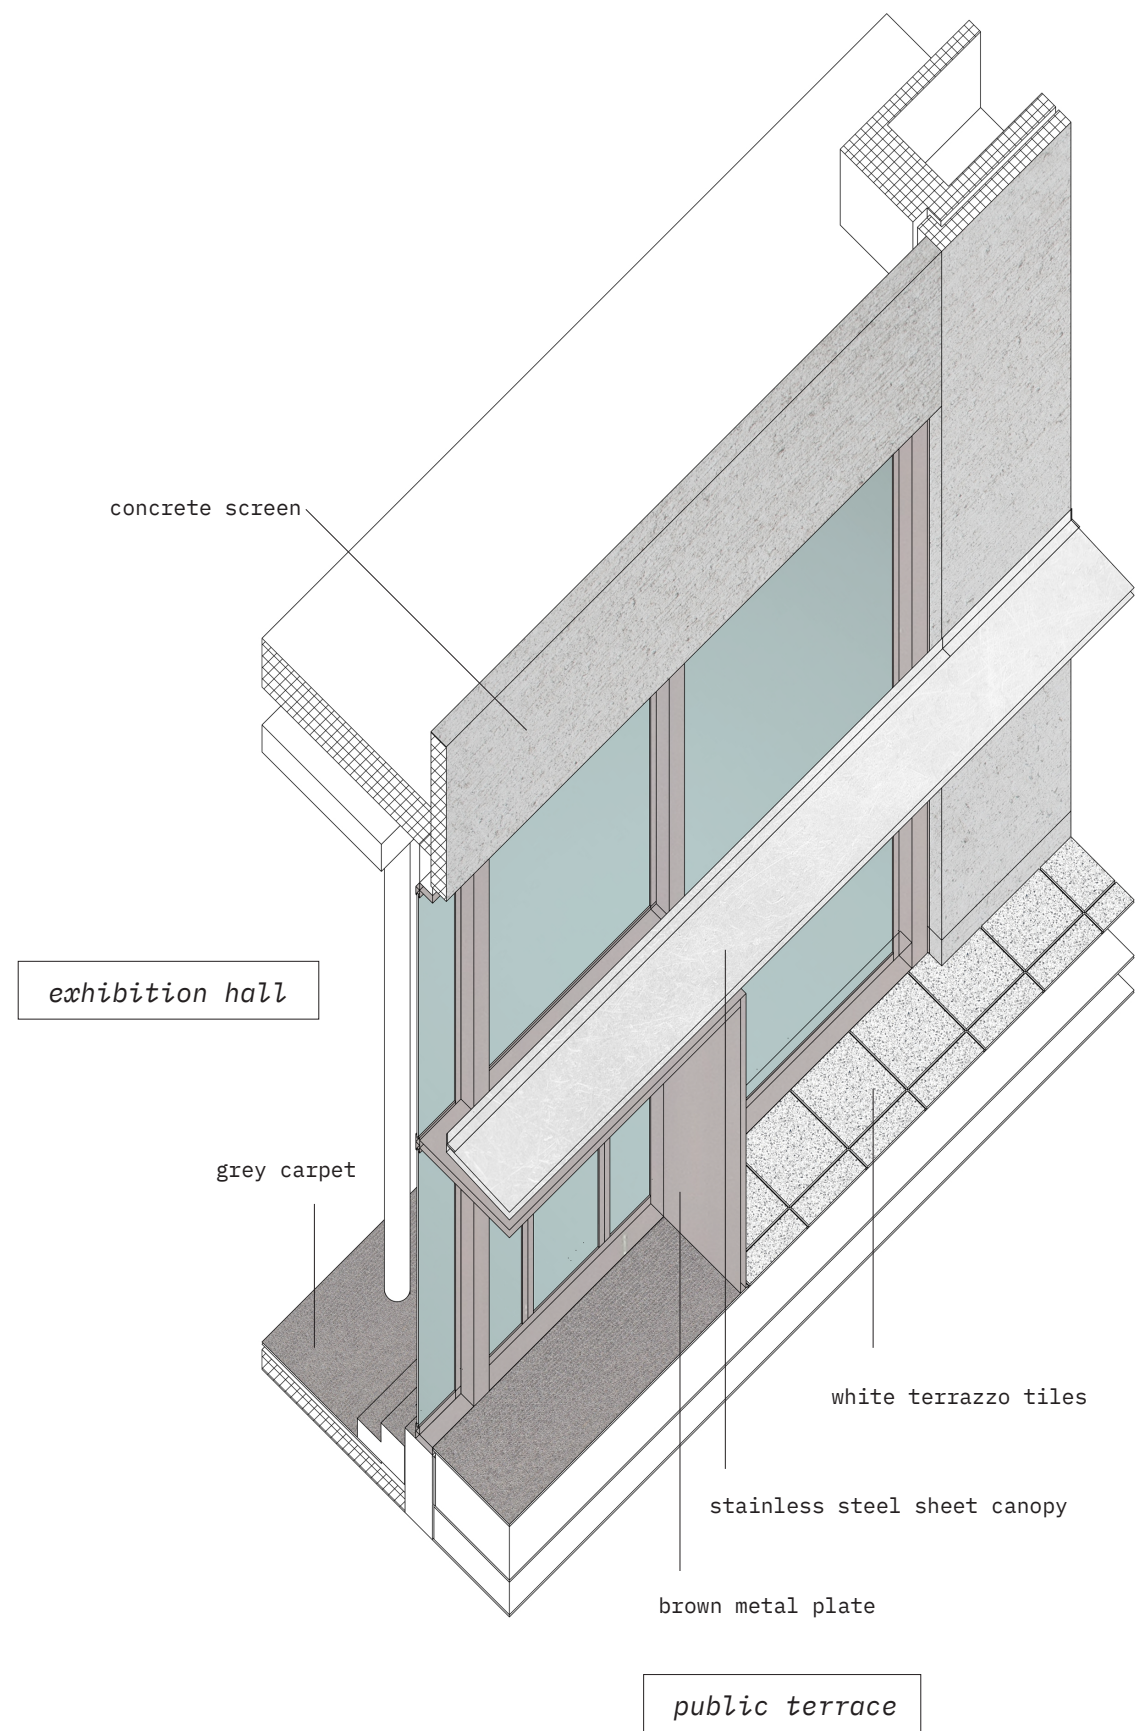 concrete screen
exhibition hall
grey carpet
white terrazzo tiles
stainless steel sheet canopy
brown metal plate
public terrace